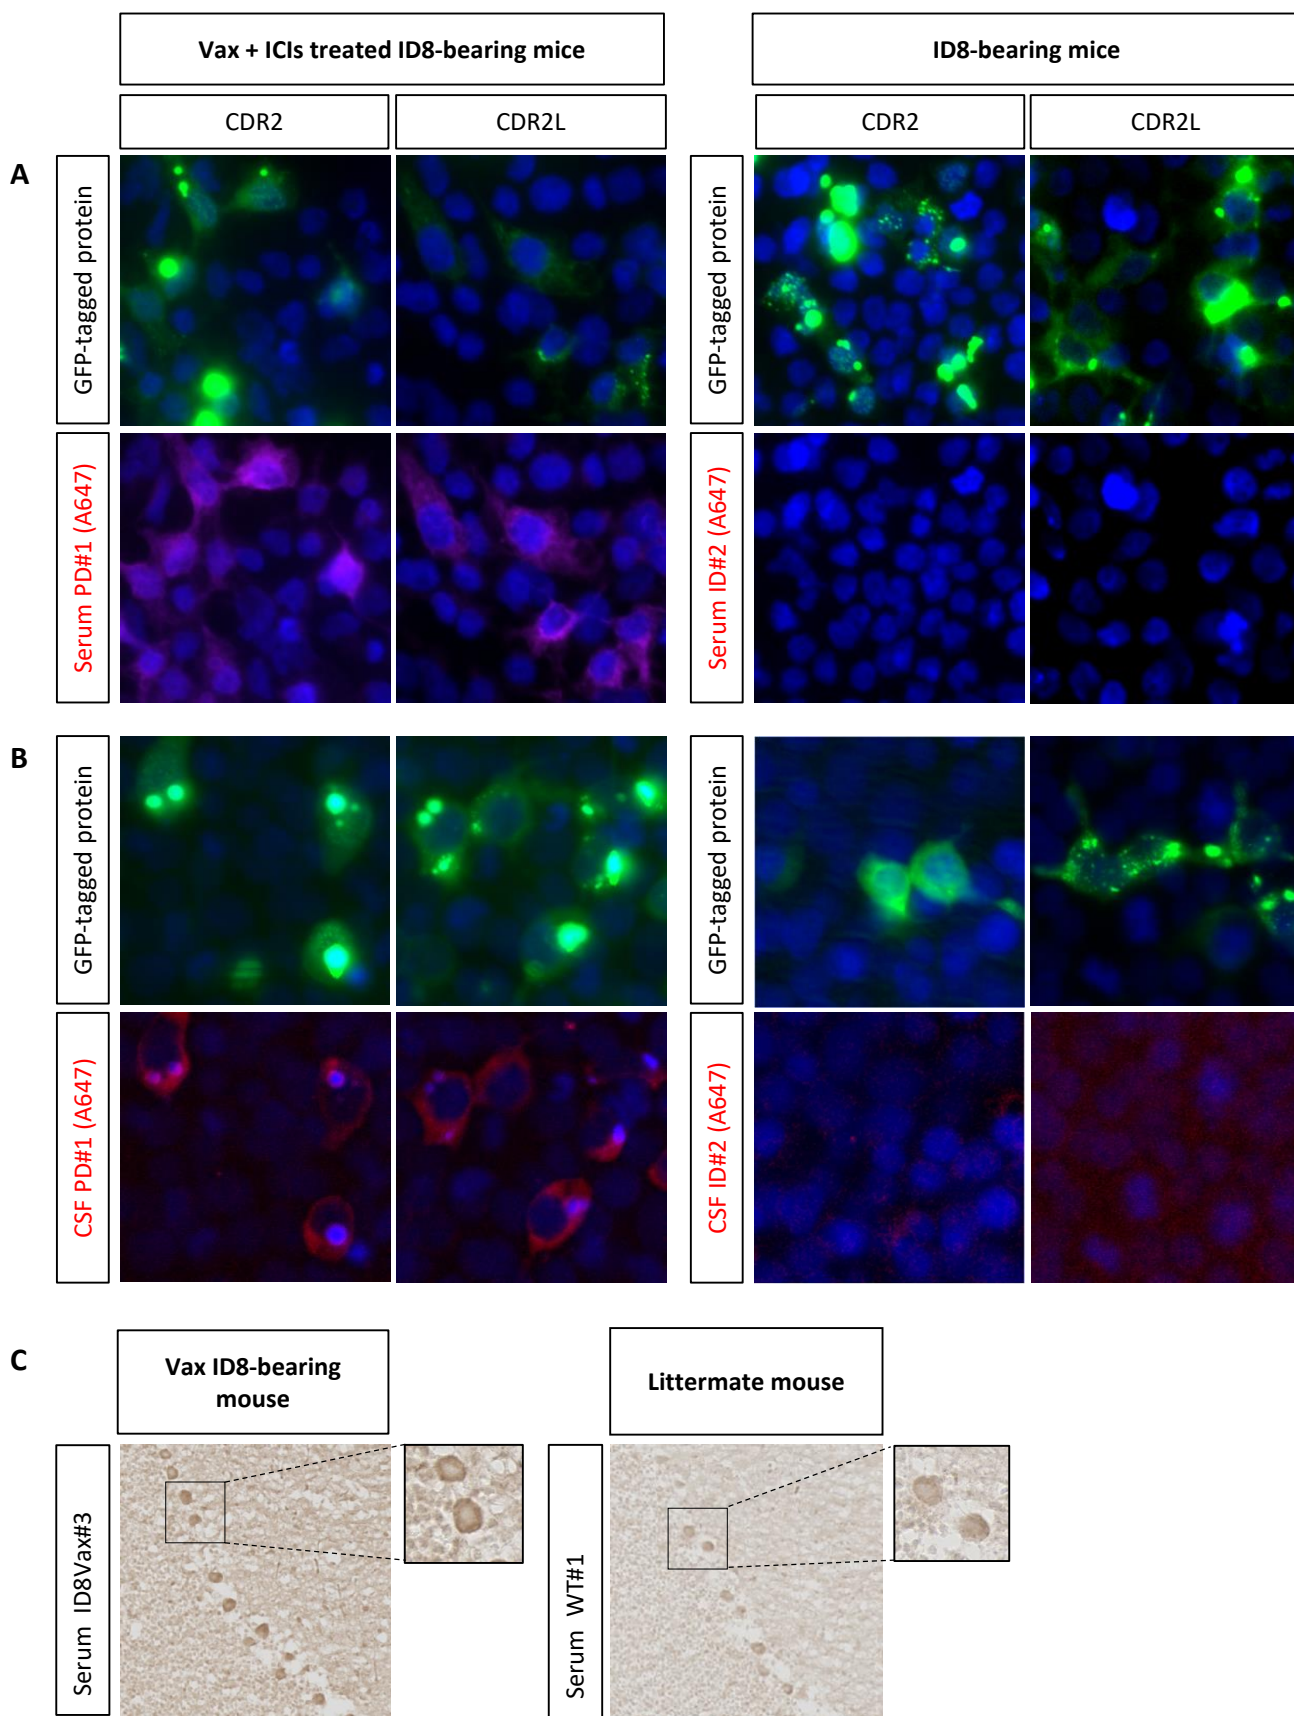 Vax + ICIs treated ID8-bearing mice
ID8-bearing mice
CDR2
CDR2L
CDR2
CDR2L
A
GFP-tagged protein
GFP-tagged protein
Serum PD#1 (A647)
Serum ID#2 (A647)
B
GFP-tagged protein
GFP-tagged protein
CSF PD#1 (A647)
CSF ID#2 (A647)
C
Vax ID8-bearing
mouse
Littermate mouse
Serum ID8Vax#3
Serum WT#1